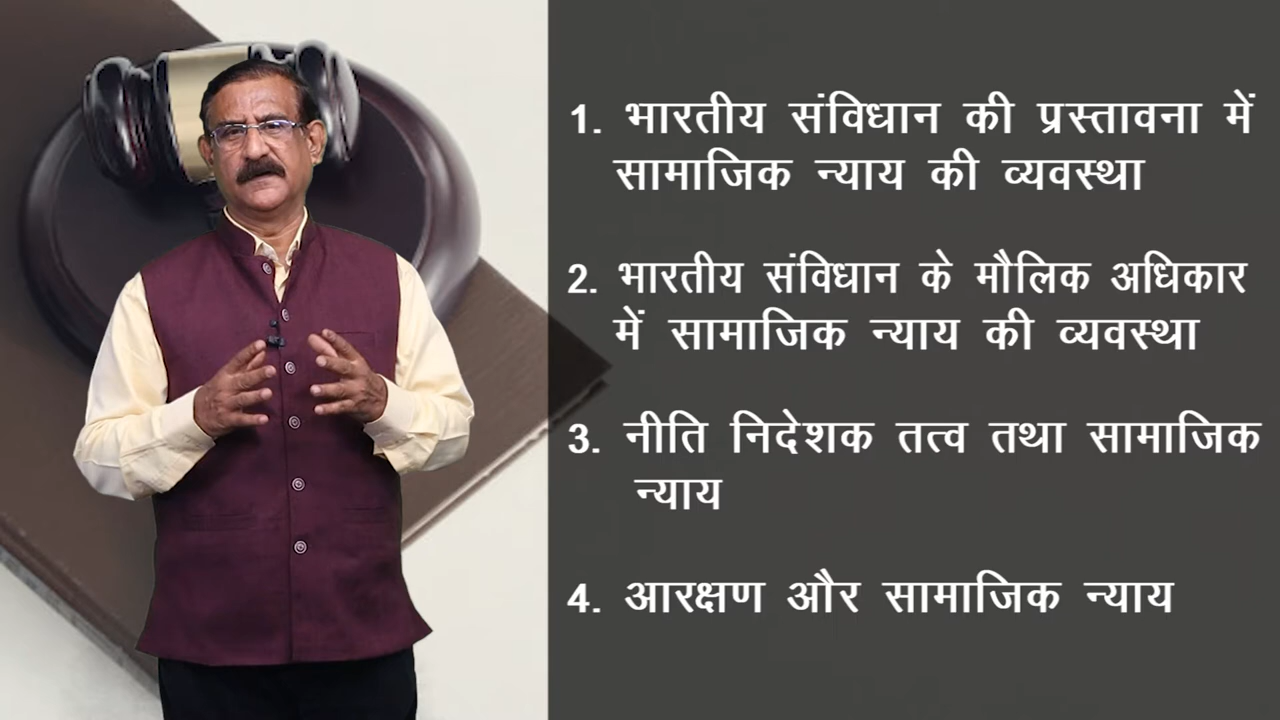 1. भारतीय संविधान की प्रस्तावना में
सामाजिक न्याय की व्यवस्था
2. भारतीय संविधान के मौलिक अधिकार
में सामाजिक न्याय की व्यवस्था
3. नीति निदेशक तत्व तथा सामाजिक
न्याय
4. आरक्षण और सामाजिक न्याय